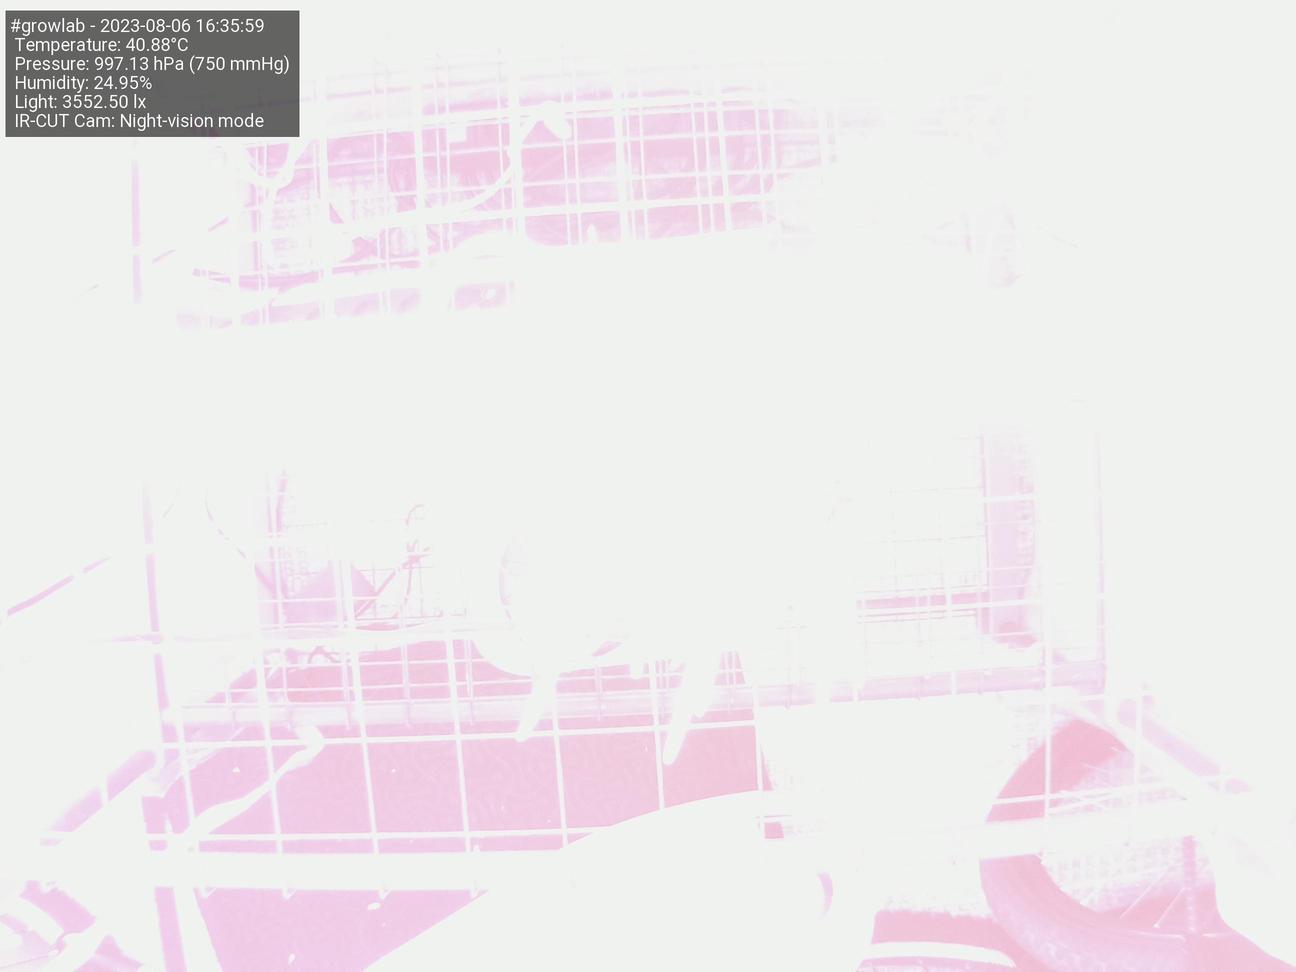 #growlab - 2023-08-06 16:35:59
Temperature: 40.88°C
Pressure: 997.13 hPa (750 mmHg)
Humidity: 24.95%
Light: 3552.50 lx
IR-CUT Cam: Night-vision mode